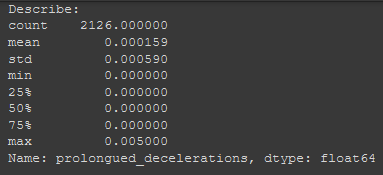 Describe:
count    2126.000000
mean        0.000159
std         0.000590
min         0.000000
25%         0.000000
50%         0.000000
75%         0.000000
max         0.005000
Name: prolongued_decelerations, dtype: float64